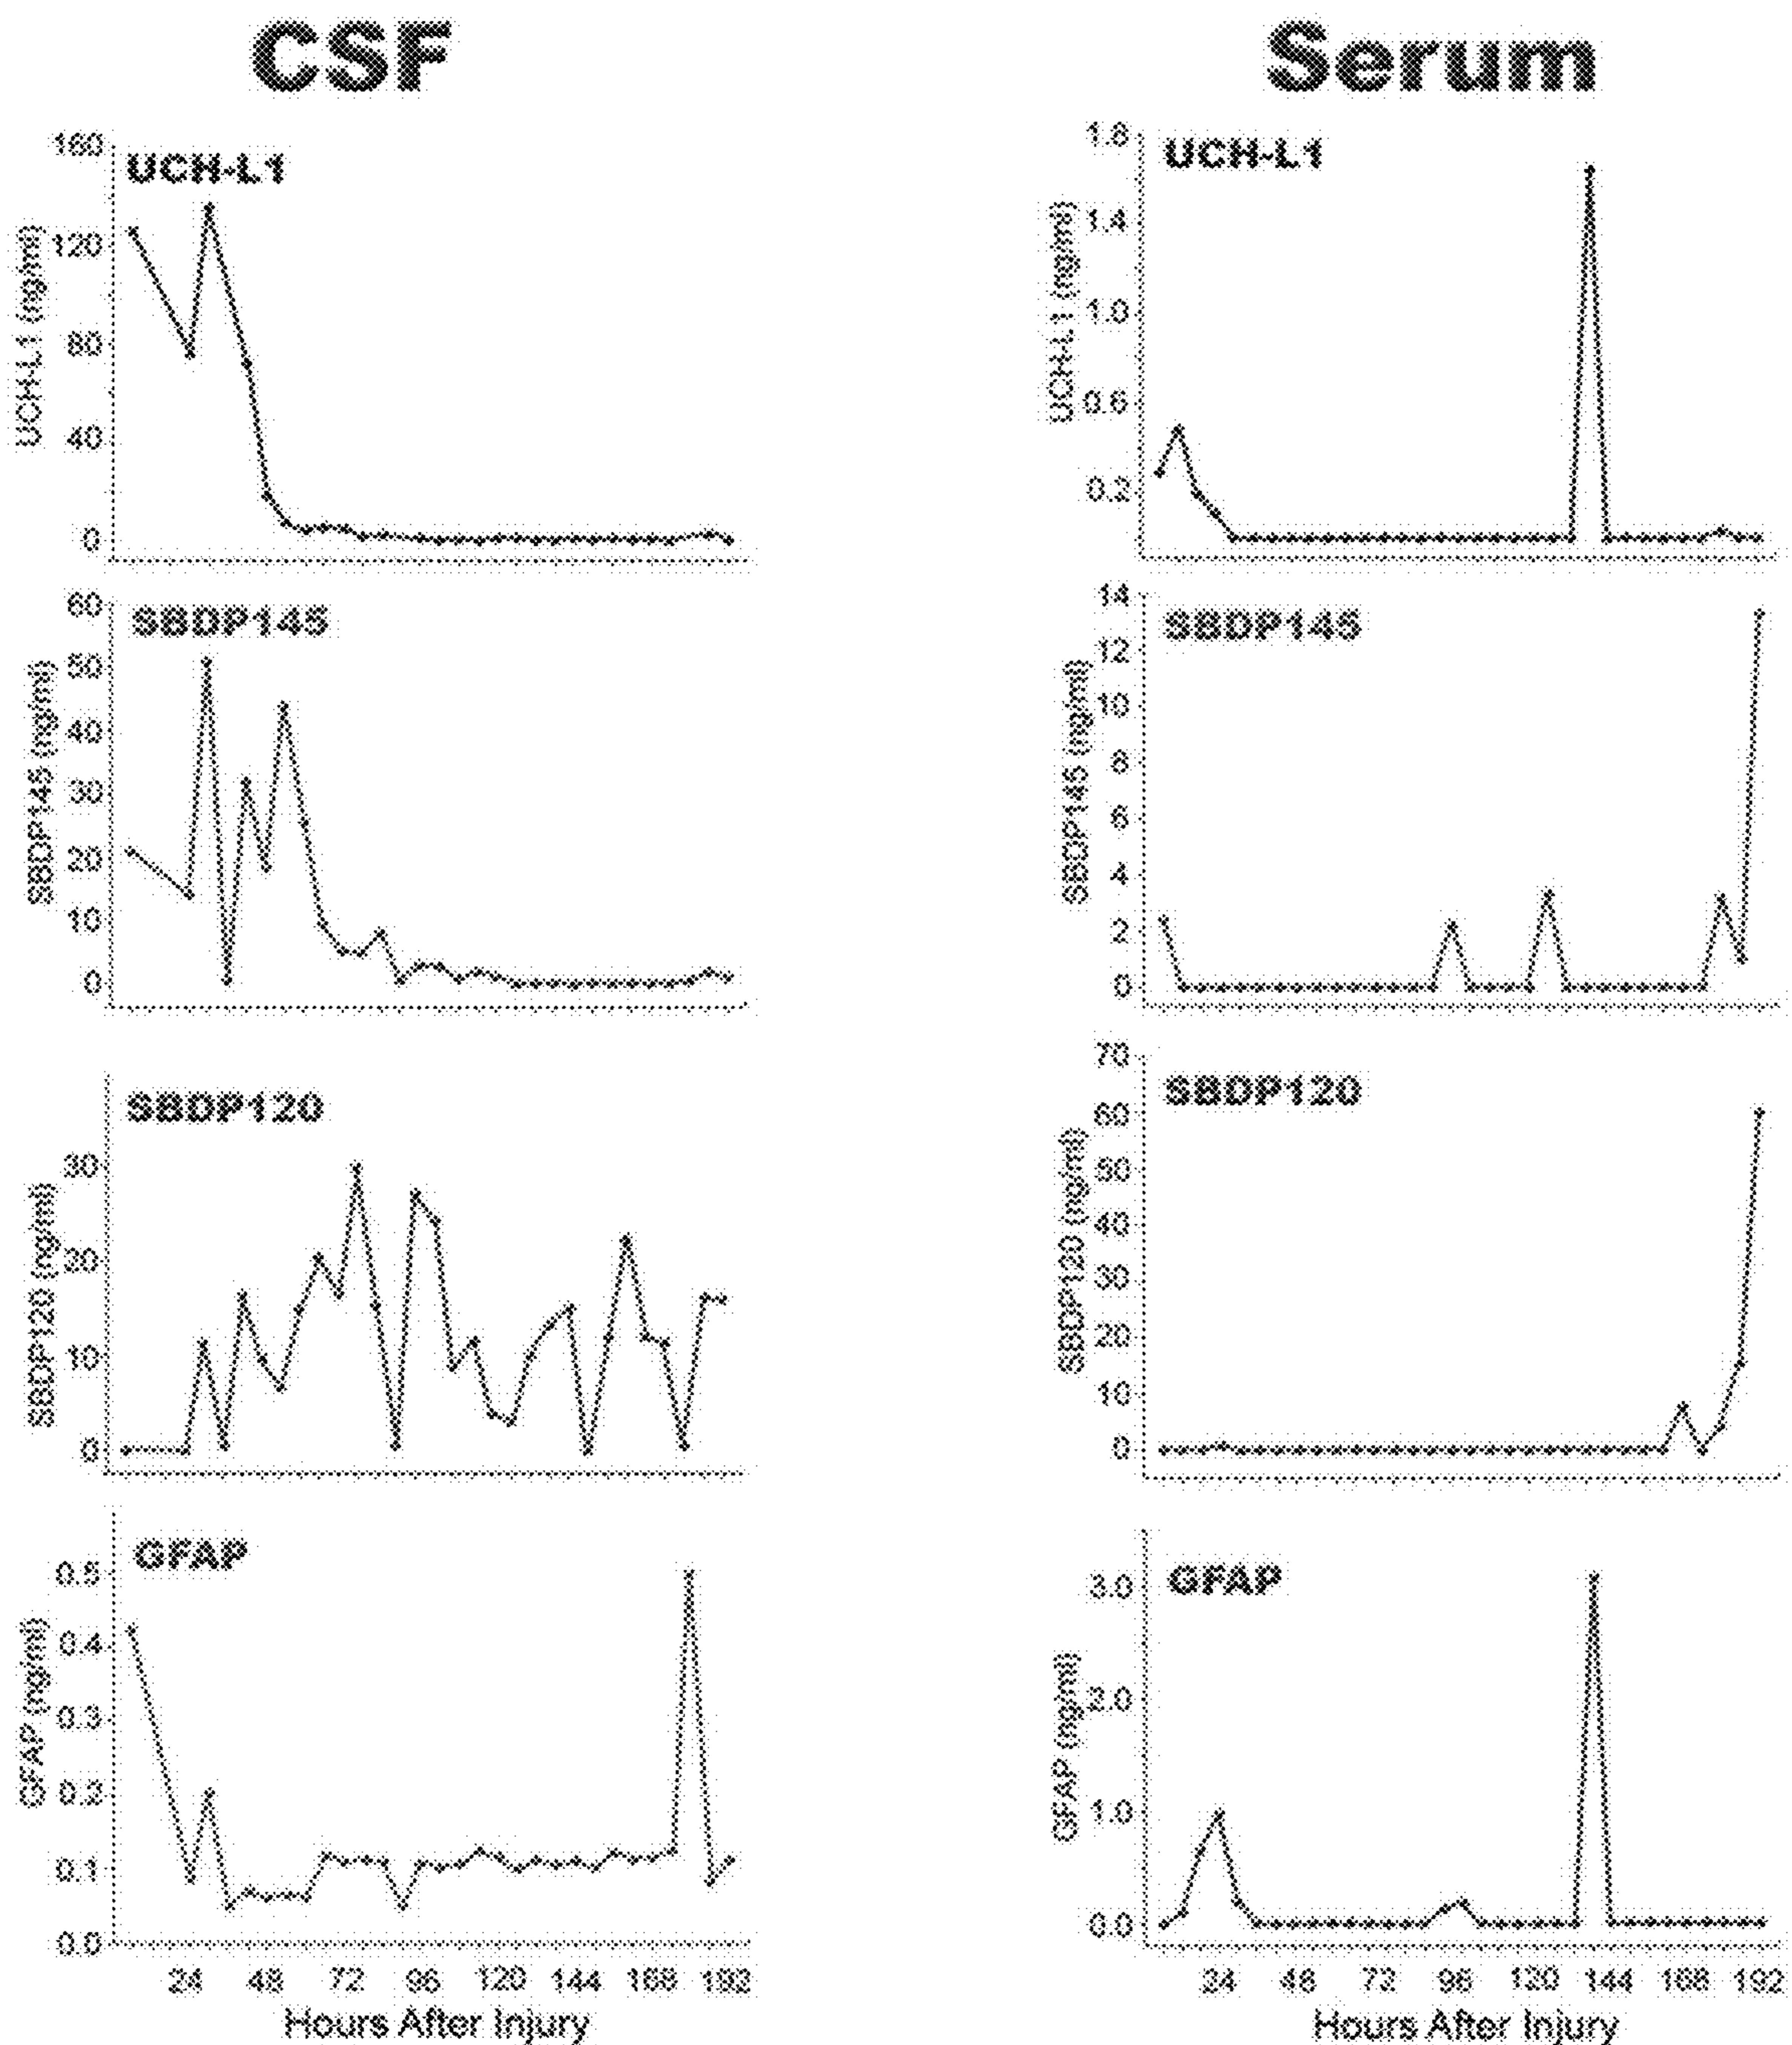 CSF
Serum
UCH-L1
UCH-L1 (ng/ml)
160
120
80
40
0
UCH-L1
UCH-L1 (ng/ml)
1.8
1.4
1.0
0.6
0.2
SBDP145
SBDP145 (ng/ml)
60
50
40
30
20
10
0
SBDP145
SBDP145 (ng/ml)
14
12
10
8
6
4
2
0
SBDP120
SBDP120 (ng/ml)
30
20
10
0
SBDP120
SBDP120 (ng/ml)
70
60
50
40
30
20
10
0
GFAP
GFAP (ng/ml)
0.5
0.4
0.3
0.2
0.1
0.0
24 48 72 96 120 144 168 192
Hours After Injury
GFAP
GFAP (ng/ml)
3.0
2.0
1.0
0.0
24 48 72 96 120 144 168 192
Hours After Injury